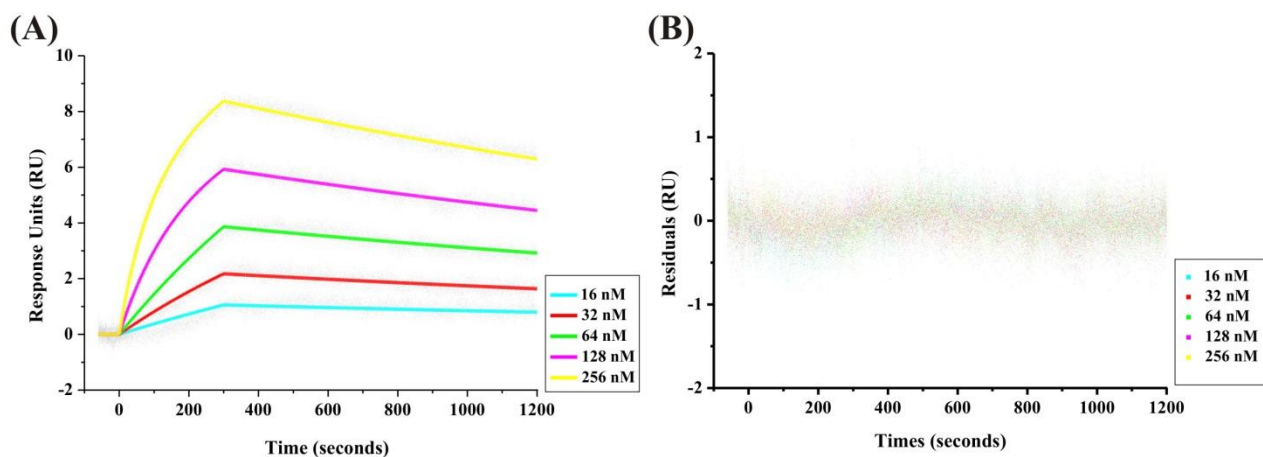 (A)
10
8
6
4
2
0
-2
Response Units (RU)
0 200 400 600 800 1000 1200
Time (seconds)
16 nM
32 nM
64 nM
128 nM
256 nM
(B)
2
1
0
-1
-2
Residuals (RU)
0 200 400 600 800 1000 1200
Times (seconds)
16 nM
32 nM
64 nM
128 nM
256 nM